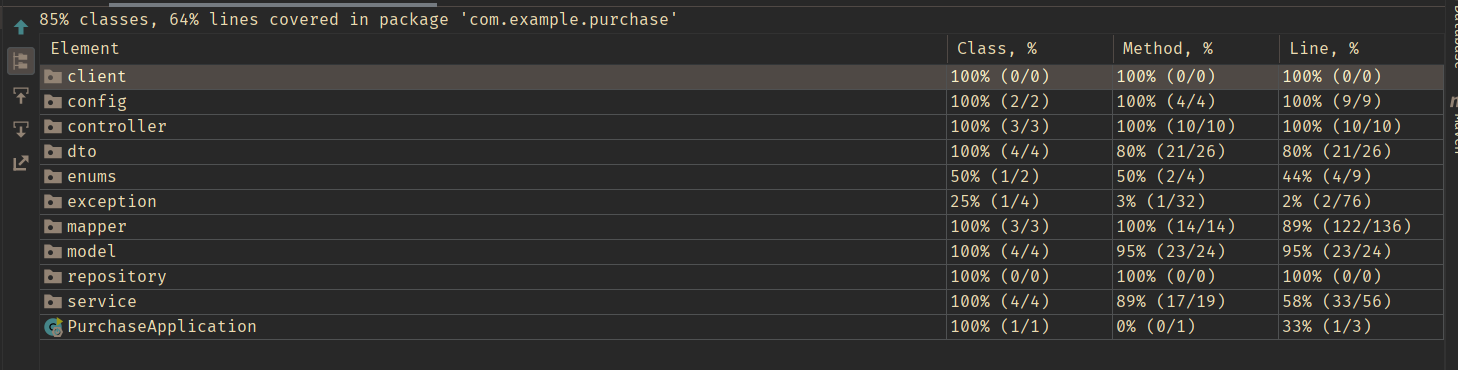 85% classes, 64% lines covered in package 'com.example.purchase'
Element Class, % Method, % Line, %
client 100% (0/0) 100% (0/0) 100% (0/0)
config 100% (2/2) 100% (4/4) 100% (9/9)
controller 100% (3/3) 100% (10/10) 100% (10/10)
dto 100% (4/4) 80% (21/26) 80% (21/26)
enums 50% (1/2) 50% (2/4) 44% (4/9)
exception 25% (1/4) 3% (1/32) 2% (2/76)
mapper 100% (3/3) 100% (14/14) 89% (122/136)
model 100% (4/4) 95% (23/24) 95% (23/24)
repository 100% (0/0) 100% (0/0) 100% (0/0)
service 100% (4/4) 89% (17/19) 58% (33/56)
PurchaseApplication 100% (1/1) 0% (0/1) 33% (1/3)